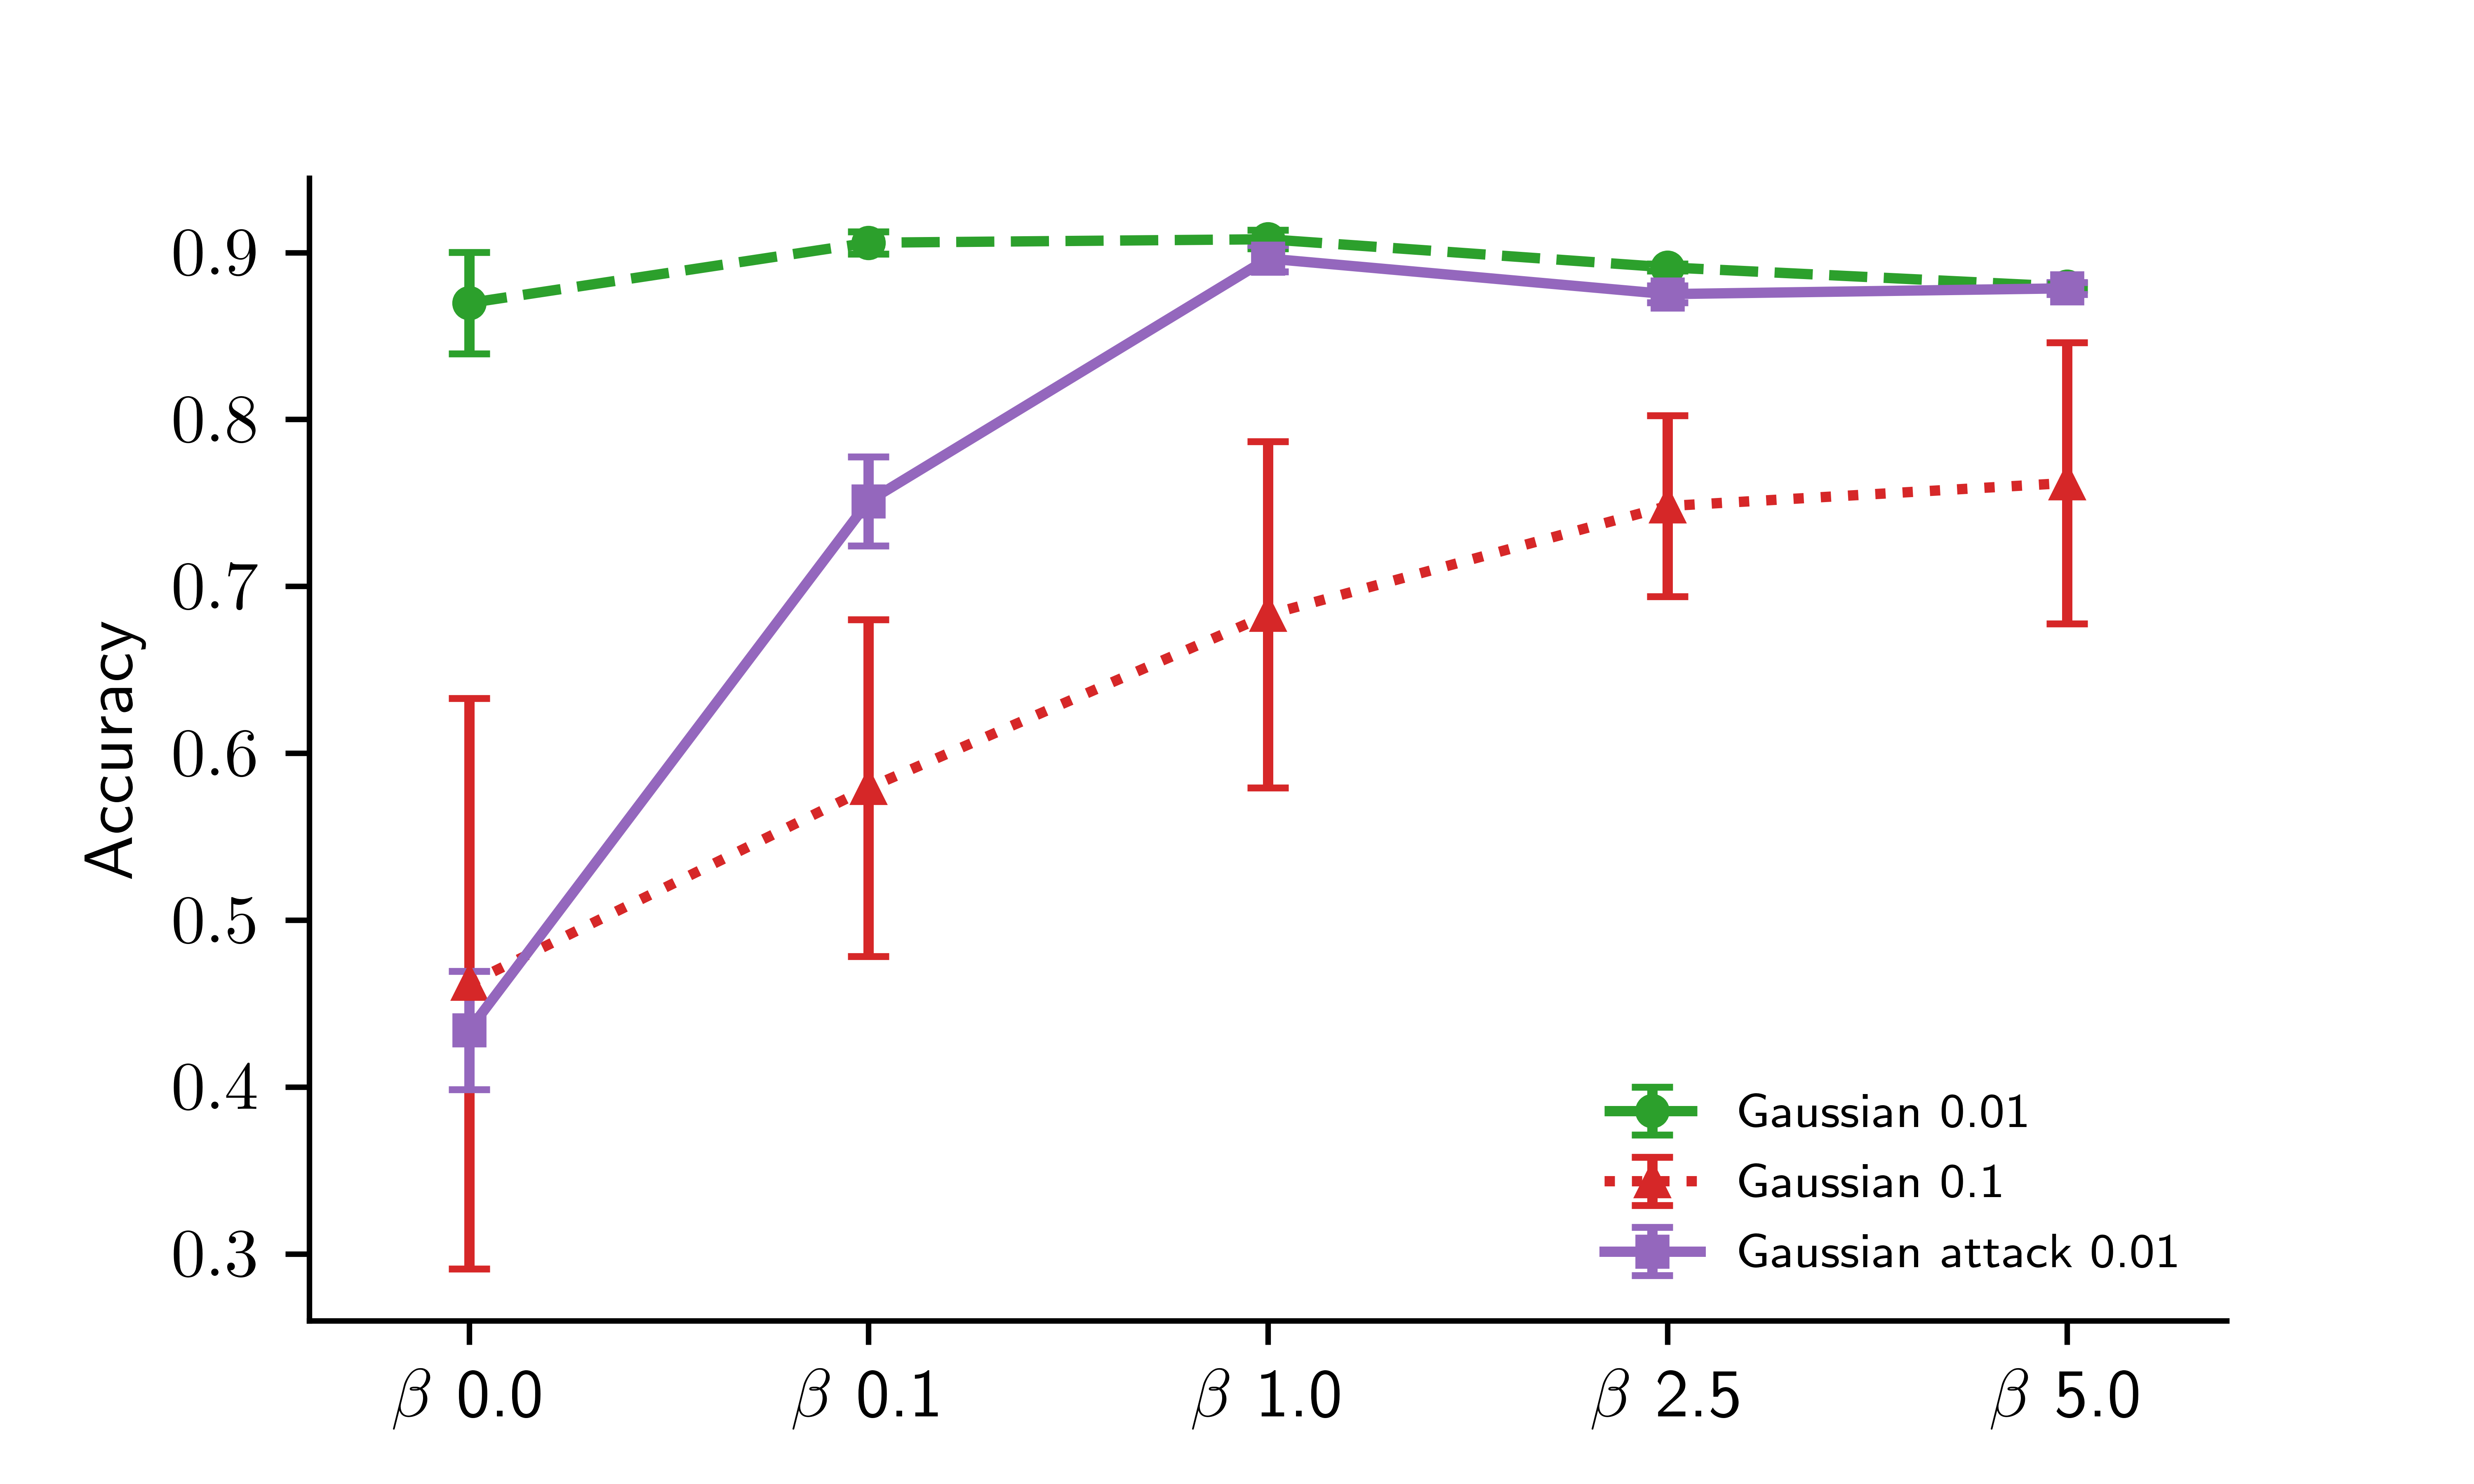 0.9
0.8
0.7
0.6
0.5
0.4
0.3
Accuracy
β 0.0
β 0.1
β 1.0
β 2.5
β 5.0
Gaussian 0.01
Gaussian 0.1
Gaussian attack 0.01